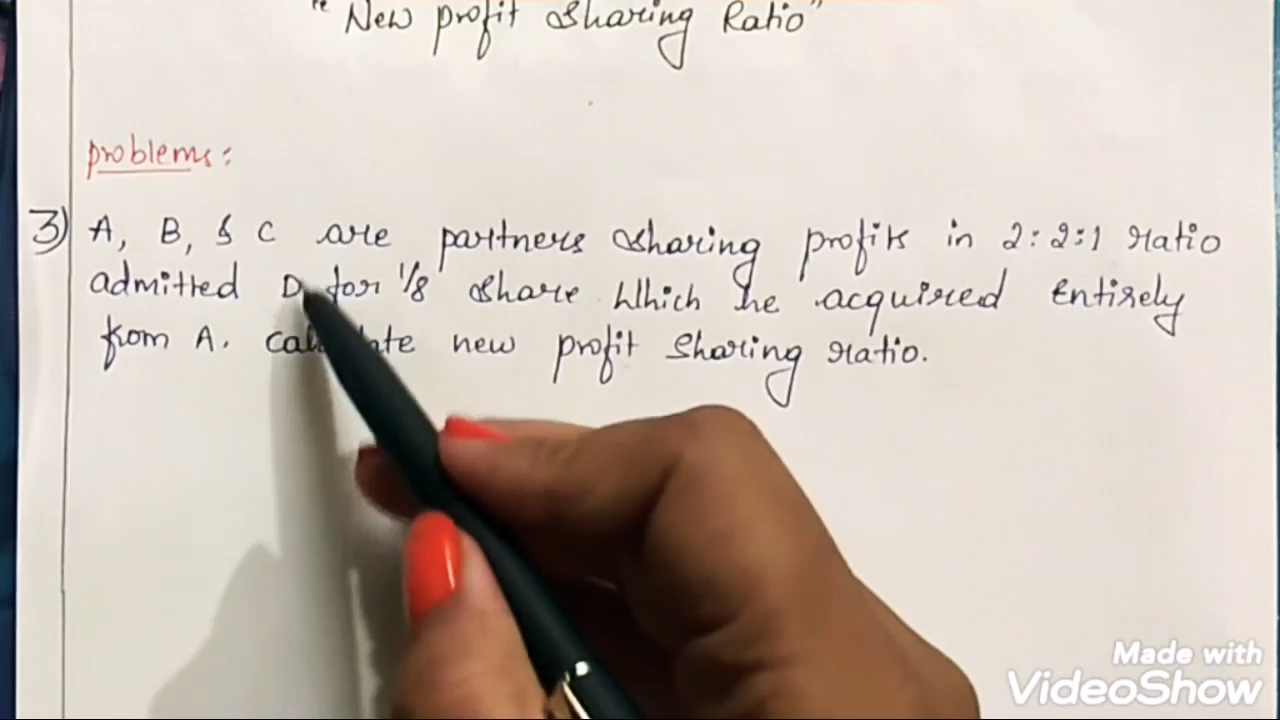 "New profit sharing Ratio"
problems:
3) A, B, & C are partners sharing profits in 2:2:1 ratio
admitted D for 1/8 share Which he acquired Entirely
from A. new profit sharing ratio.
Made with
VideoShow